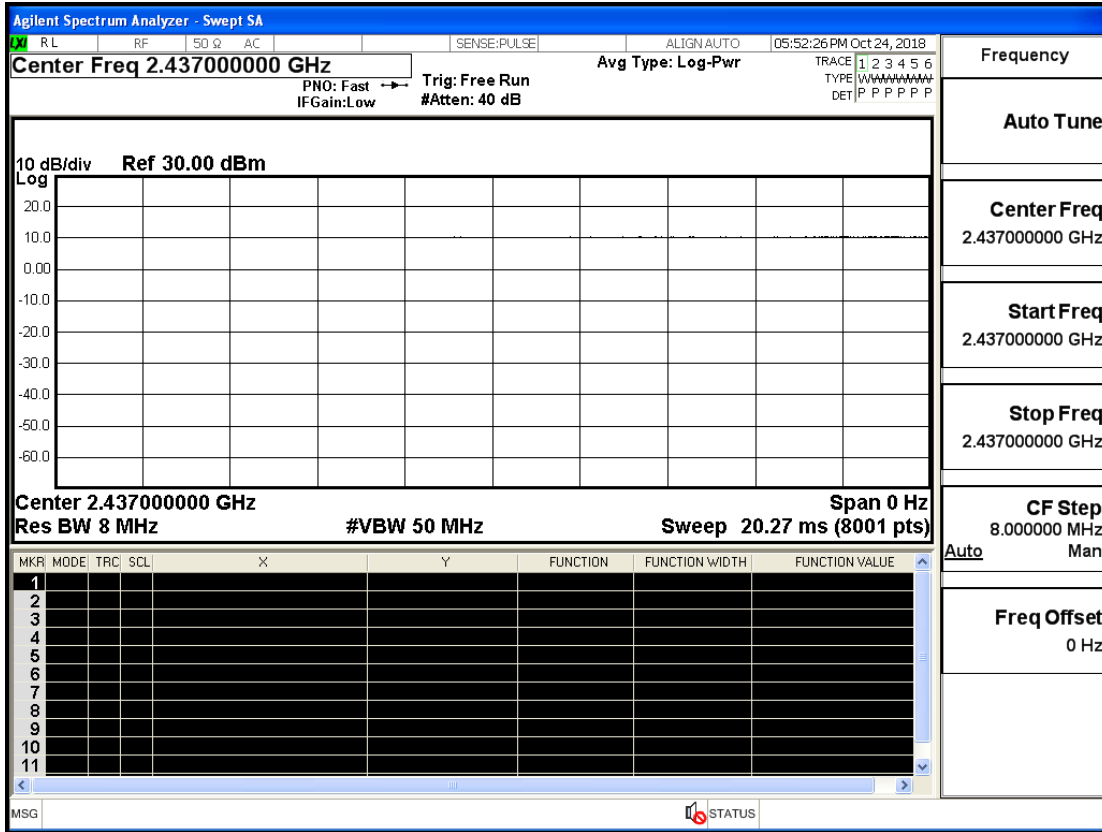 Agilent Spectrum Analyzer - Swept SA
LXI RL RF 50 Ω AC SENSE:PULSE ALIGN AUTO 05:52:26 PM Oct 24, 2018
Center Freq 2.437000000 GHz
PNO: Fast
IFGain:Low
Trig: Free Run
#Atten: 40 dB
Avg Type: Log-Pwr
TRACE 1 2 3 4 5 6
TYPE WWWWWW
DET P P P P P P
10 dB/div Ref 30.00 dBm
Log
20.0
10.0
0.00
-10.0
-20.0
-30.0
-40.0
-50.0
-60.0
Center 2.437000000 GHz Span 0 Hz
Res BW 8 MHz #VBW 50 MHz Sweep 20.27 ms (8001 pts)
MKR MODE TRC SCL X Y FUNCTION FUNCTION WIDTH FUNCTION VALUE
1
2
3
4
5
6
7
8
9
10
11
MSG STATUS
Frequency
Auto Tune
Center Freq
2.437000000 GHz
Start Freq
2.437000000 GHz
Stop Freq
2.437000000 GHz
CF Step
8.000000 MHz
Auto Man
Freq Offset
0 Hz